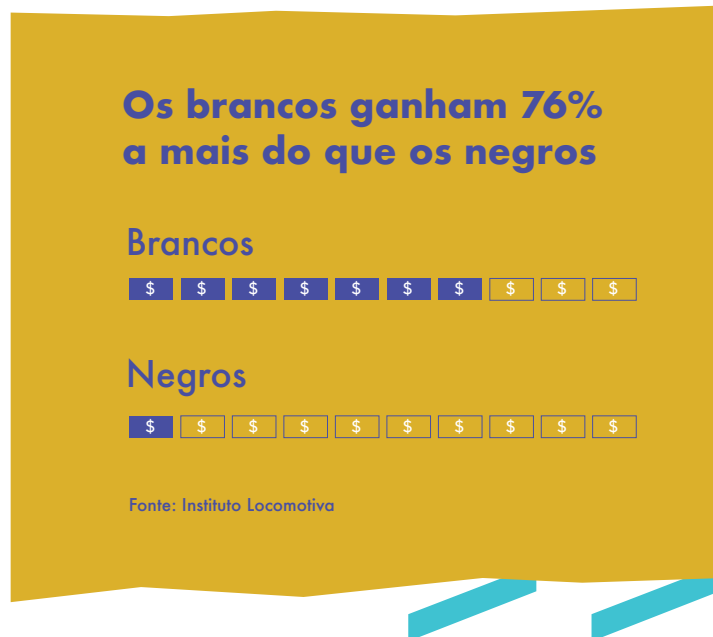 Os brancos ganham 76%
a mais do que os negros
Brancos
$ $ $ $ $ $ $ $ $ $
Negros
$ $ $ $ $ $ $ $ $ $
Fonte: Instituto Locomotiva